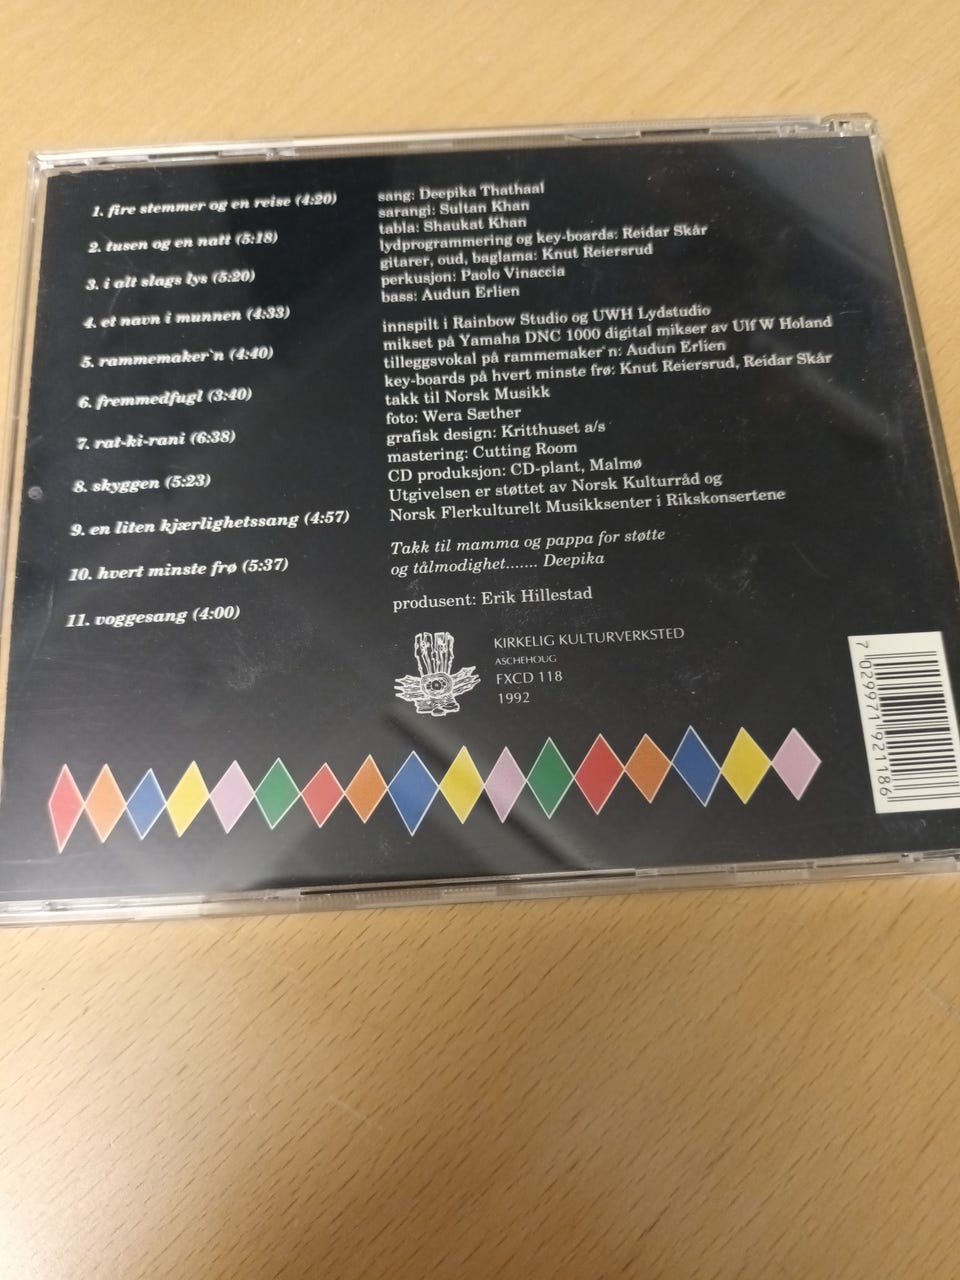 1. fire stemmer og en reise (4:20)
2. tusen og en natt (5:18)
3. i alt slags lys (5:20)
4. et navn i munnen (4:33)
5. rammemaker`n (4:40)
6. fremmedfugl (3:40)
7. rat-ki-rani (6:38)
8. skyggen (5:23)
9. en liten kjærlighetssang (4:57)
10. hvert minste frø (5:37)
11. voggesang (4:00)
sang: Deepika Thathaal
sarangi: Sultan Khan
tabla: Shaukat Khan
lydprogrammering og key-boards: Reidar Skår
gitarer, oud, baglama: Knut Reiersrud
perkusjon: Paolo Vinaccia
bass: Audun Erlien
innspilt i Rainbow Studio og UWH Lydstudio
mikset på Yamaha DNC 1000 digital mikser av Ulf W Holand
tilleggsvokal på rammemaker`n: Audun Erlien
key-boards på hvert minste frø: Knut Reiersrud, Reidar Skår
takk til Norsk Musikk
foto: Wera Sæther
grafisk design: Kritthuset a/s
mastering: Cutting Room
CD produksjon: CD-plant, Malmø
Utgivelsen er støttet av Norsk Kulturråd og
Norsk Flerkulturelt Musikksenter i Rikskonsertene
Takk til mamma og pappa for støtte
og tålmodighet....... Deepika
produsent: Erik Hillestad
KIRKELIG KULTURVERKSTED
ASCHEHOUG
FXCD 118
1992
7 029971 921186